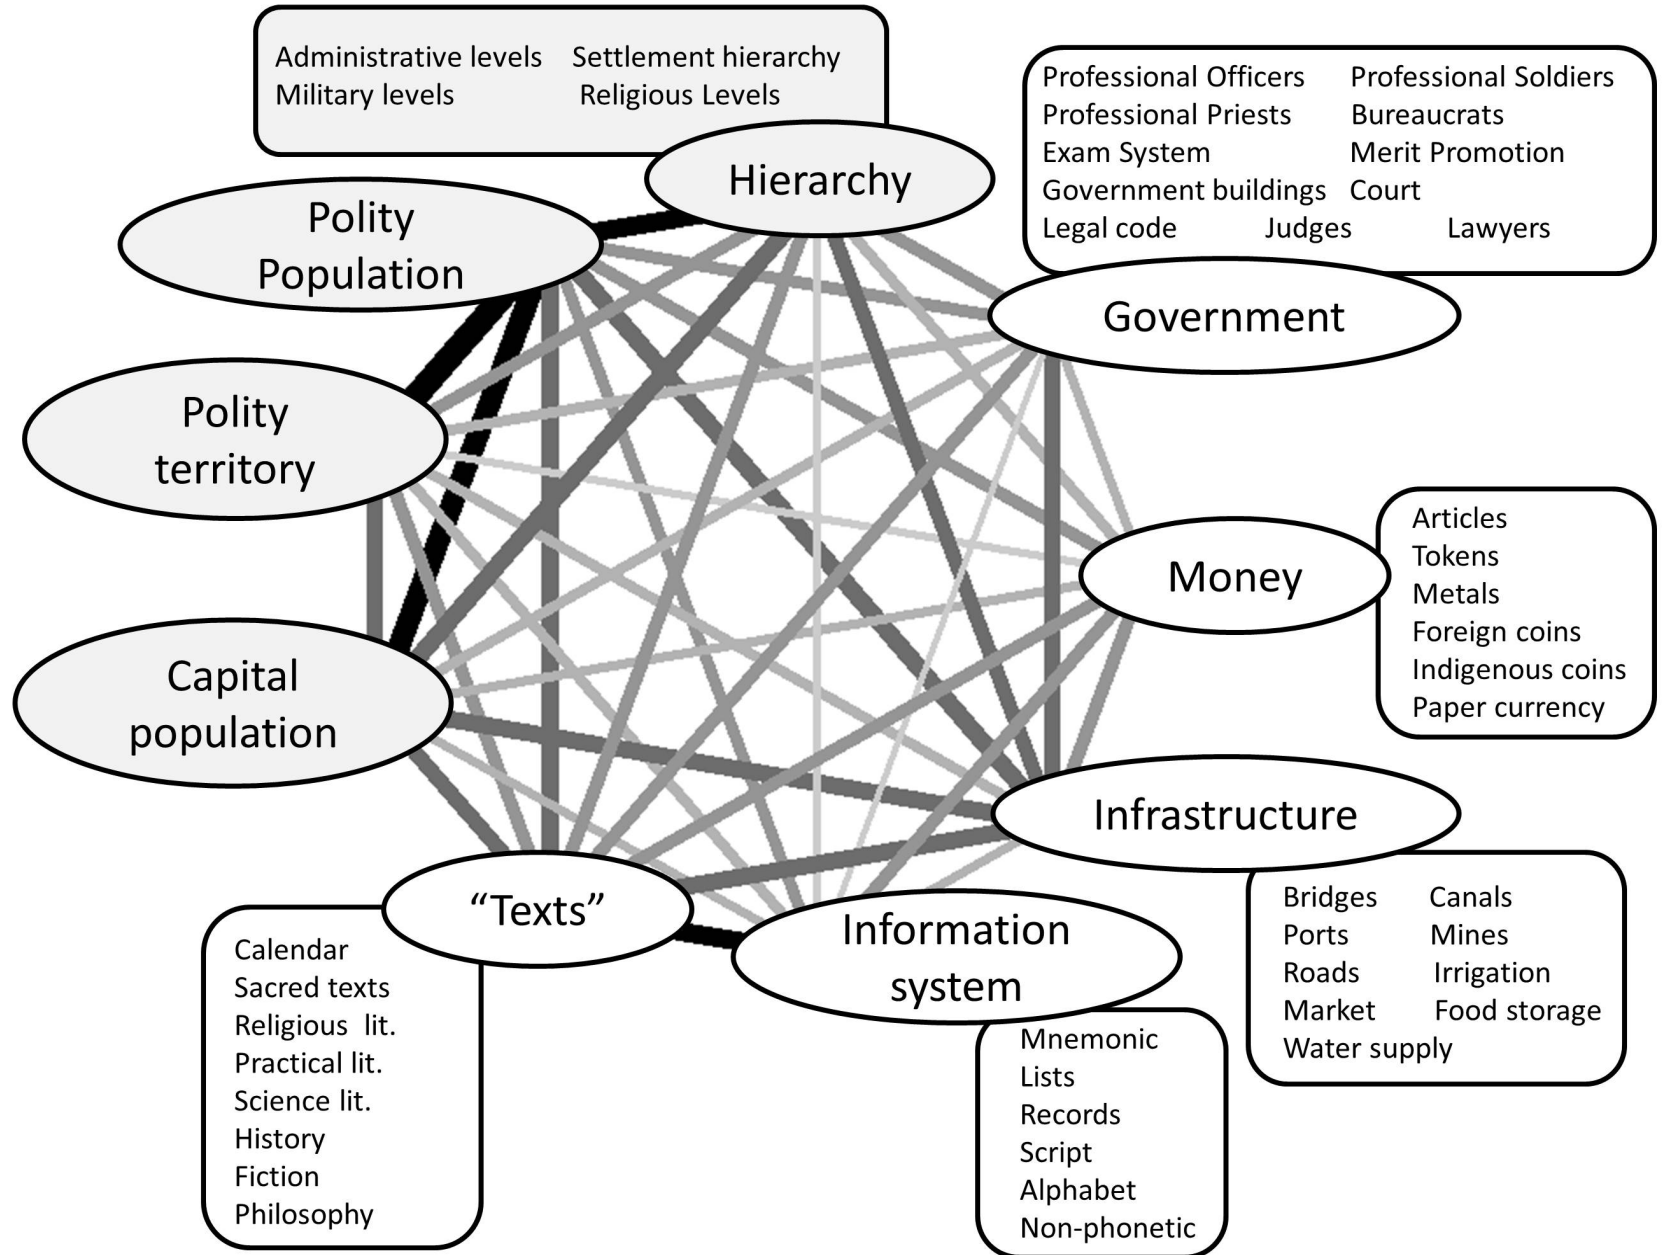 Administrative levels Settlement hierarchy
Military levels Religious Levels
Hierarchy
Professional Officers Professional Soldiers
Professional Priests Bureaucrats
Exam System Merit Promotion
Government buildings Court
Legal code Judges Lawyers
Government
Polity
Population
Polity
territory
Capital
population
Money
Articles
Tokens
Metals
Foreign coins
Indigenous coins
Paper currency
Infrastructure
Bridges Canals
Ports Mines
Roads Irrigation
Market Food storage
Water supply
“Texts”
Calendar
Sacred texts
Religious lit.
Practical lit.
Science lit.
History
Fiction
Philosophy
Information
system
Mnemonic
Lists
Records
Script
Alphabet
Non-phonetic